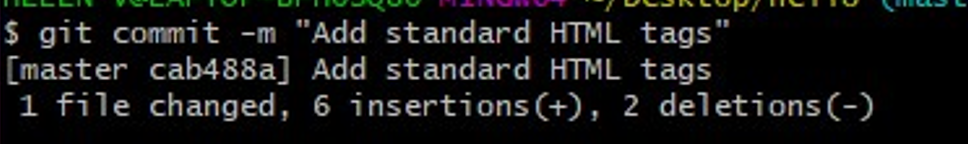 $ git commit -m "Add standard HTML tags"
[master cab488a] Add standard HTML tags
1 file changed, 6 insertions(+), 2 deletions(-)